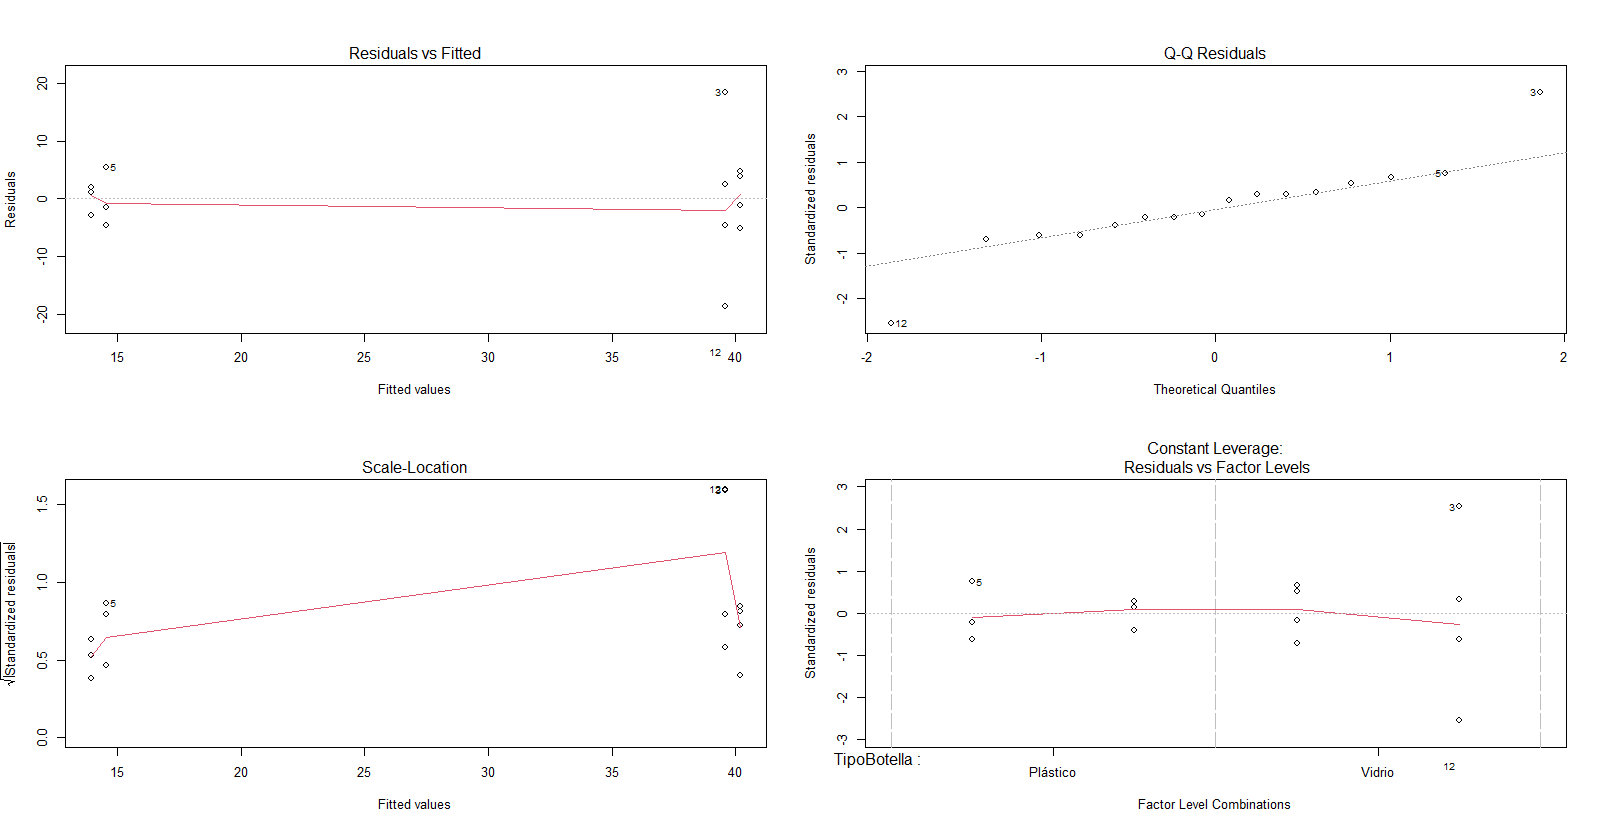 Residuals vs Fitted
20
10
0
-10
-20
Residuals
3
5
12
15 20 25 30 35 40
Fitted values
Q-Q Residuals
3
2
1
0
-1
-2
Standardized residuals
3
5
12
-2 -1 0 1 2
Theoretical Quantiles
Scale-Location
1.5
1.0
0.5
0.0
√|Standardized residuals|
5
15 20 25 30 35 40
Fitted values
Constant Leverage:
Residuals vs Factor Levels
3
2
1
0
-1
-2
-3
Standardized residuals
3
5
12
TipoBotella :
Plástico Vidrio
Factor Level Combinations